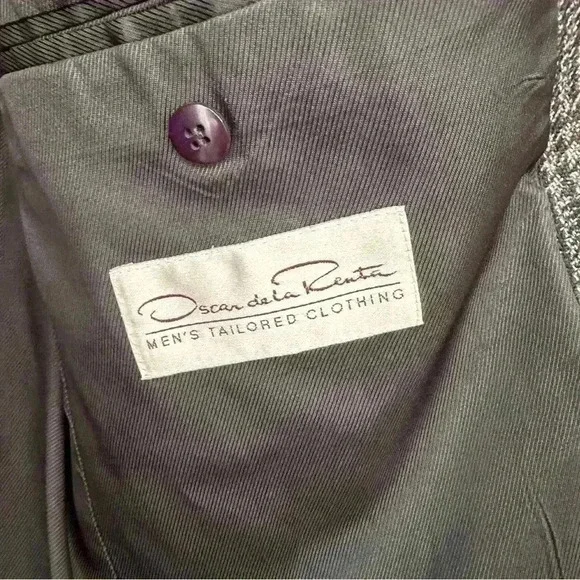 Oscar de la Renta
MEN'S TAILORED CLOTHING